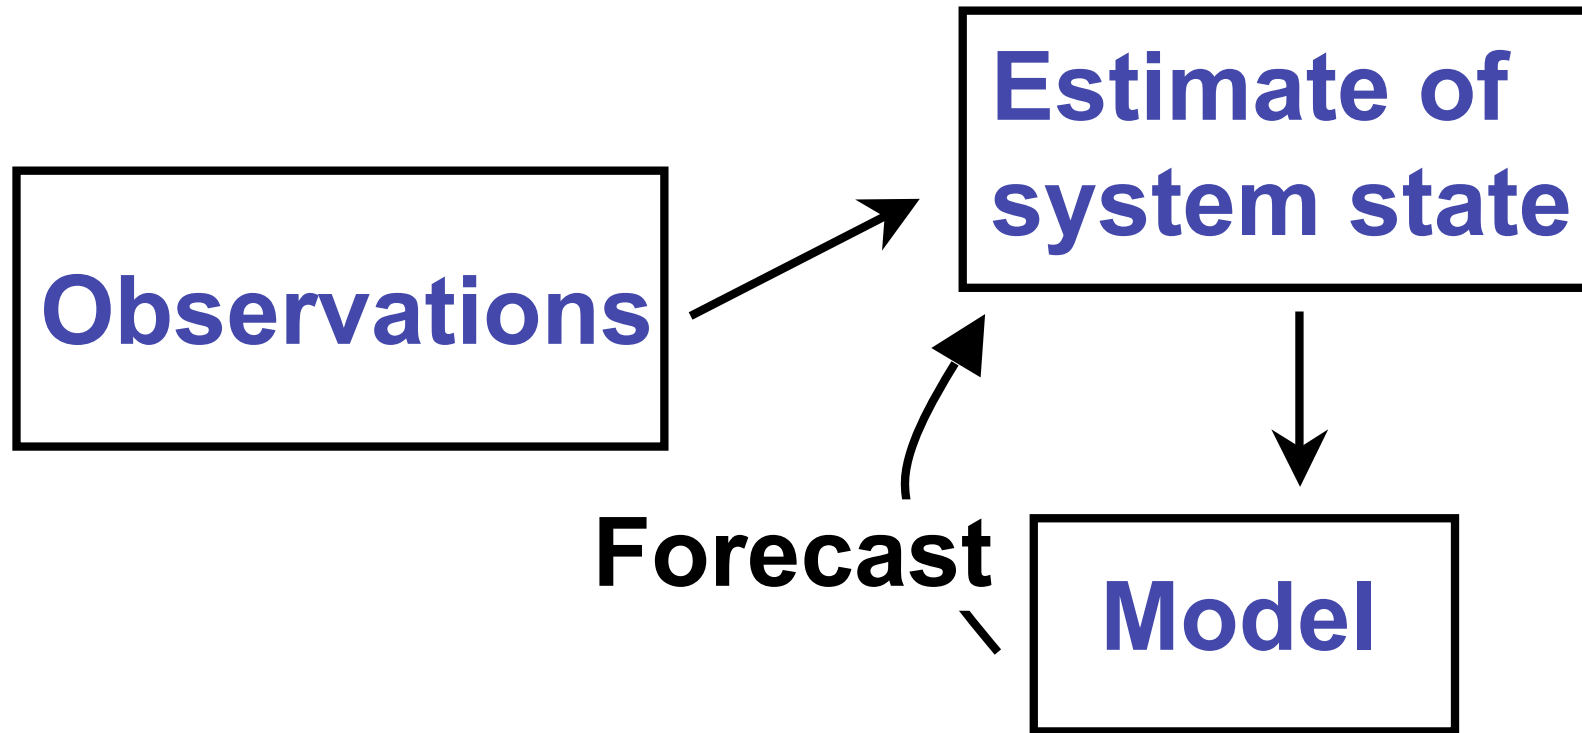 Estimate of
system state
Observations
Forecast
Model